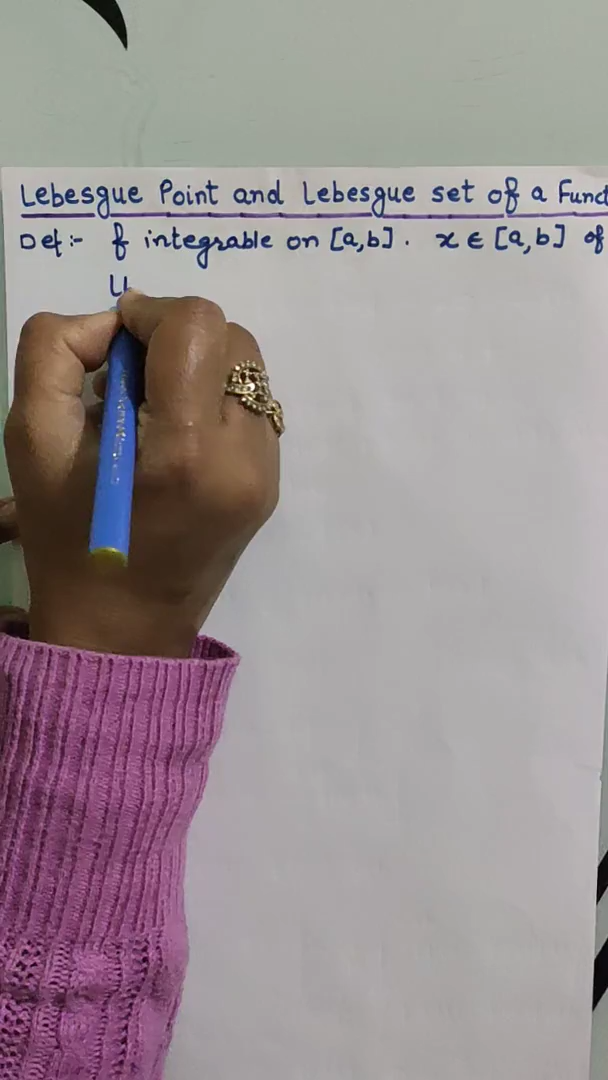 Lebesgue Point and Lebesgue set of a Funct
Def:- f integrable on [a,b]. x ∈ [a,b] of